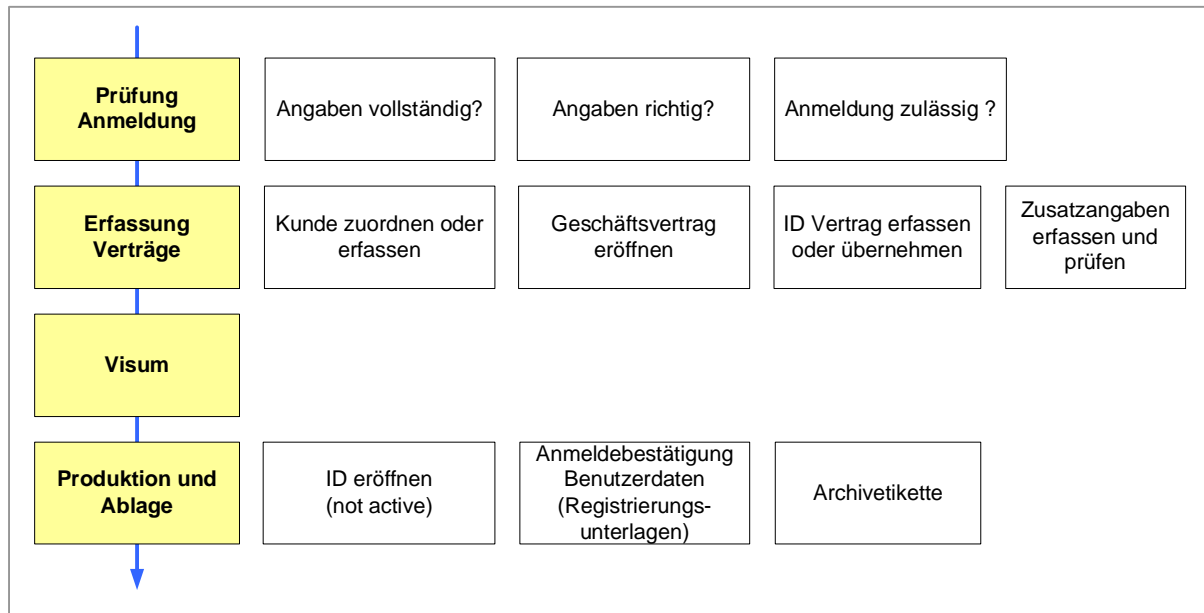 Prüfung
Anmeldung
Angaben vollständig?
Angaben richtig?
Anmeldung zulässig ?
Erfassung
Verträge
Kunde zuordnen oder
erfassen
Geschäftsvertrag
eröffnen
ID Vertrag erfassen
oder übernehmen
Zusatzangaben
erfassen und
prüfen
Visum
Produktion und
Ablage
ID eröffnen
(not active)
Anmeldebestätigung
Benutzerdaten
(Registrierungs-
unterlagen)
Archivetikette